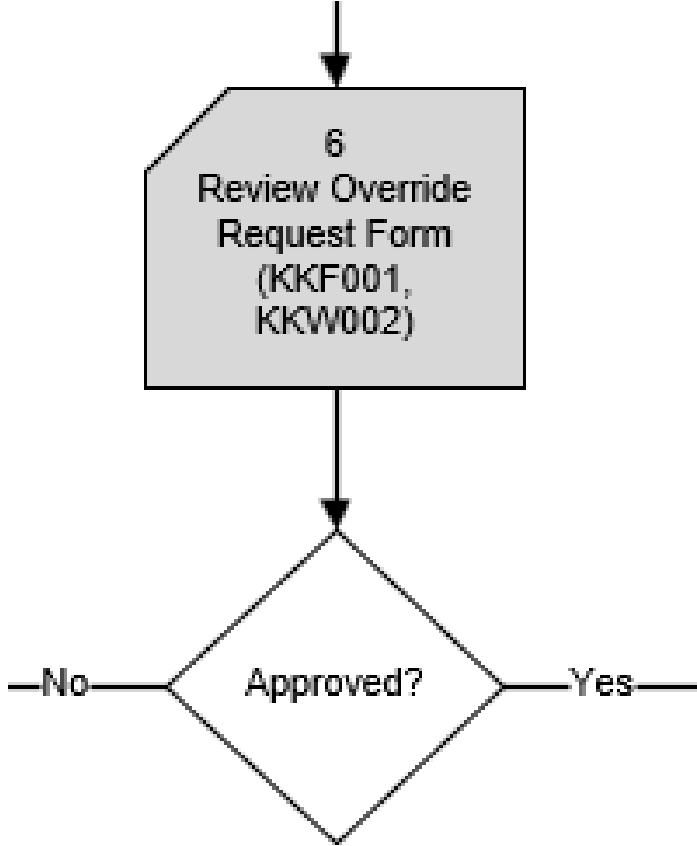 6
Review Override
Request Form
(KKF001,
KKW002)
No
Approved?
Yes